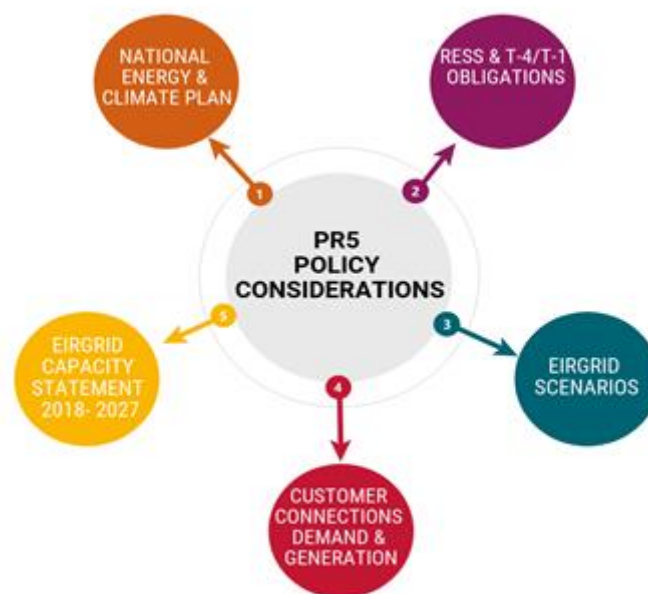 NATIONAL
ENERGY &
CLIMATE PLAN
RESS & T-4/T-1
OBLIGATIONS
1
2
PR5
POLICY
CONSIDERATIONS
5
3
EIRGRID
CAPACITY
STATEMENT
2018- 2027
EIRGRID
SCENARIOS
4
CUSTOMER
CONNECTIONS
DEMAND &
GENERATION